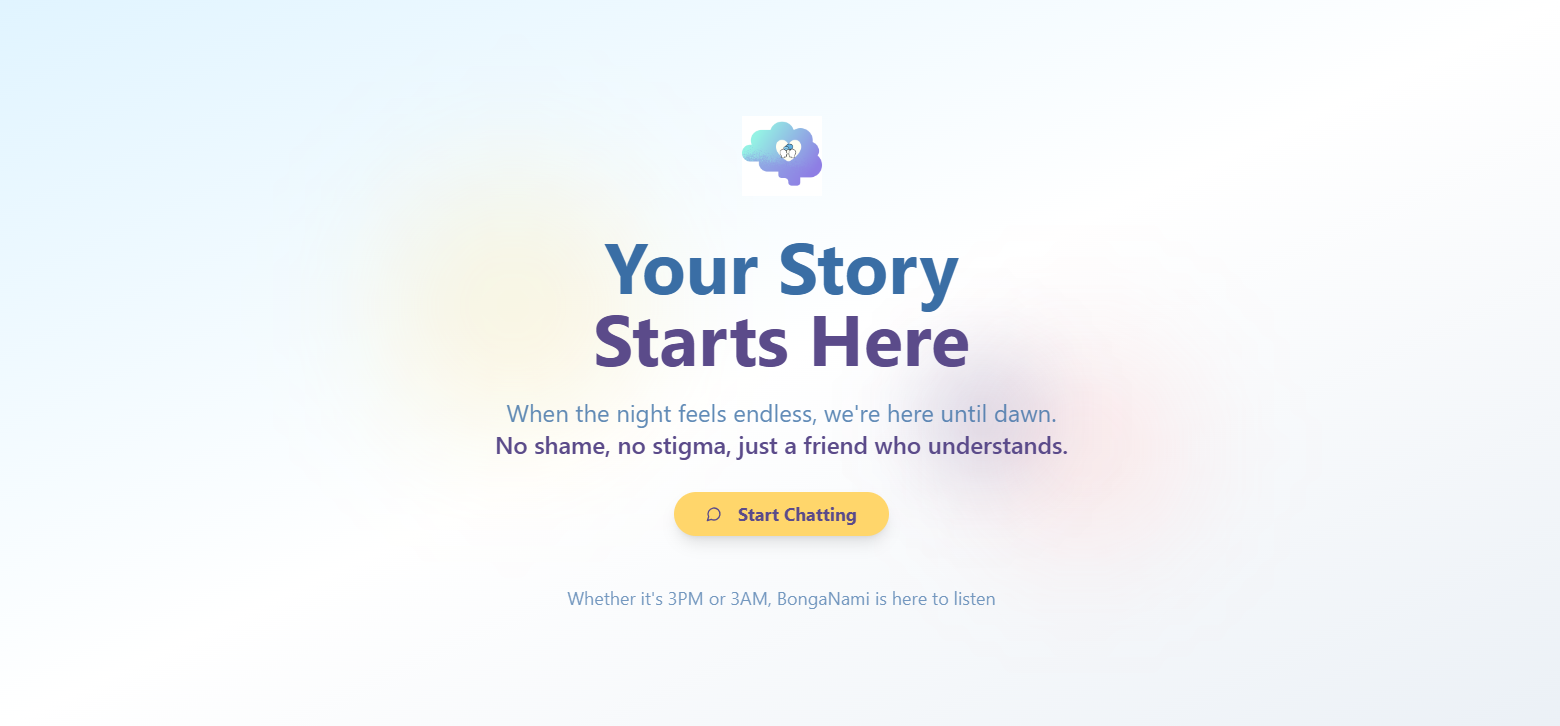 Your Story
Starts Here
When the night feels endless, we're here until dawn.
No shame, no stigma, just a friend who understands.
Start Chatting
Whether it's 3PM or 3AM, BongaNami is here to listen